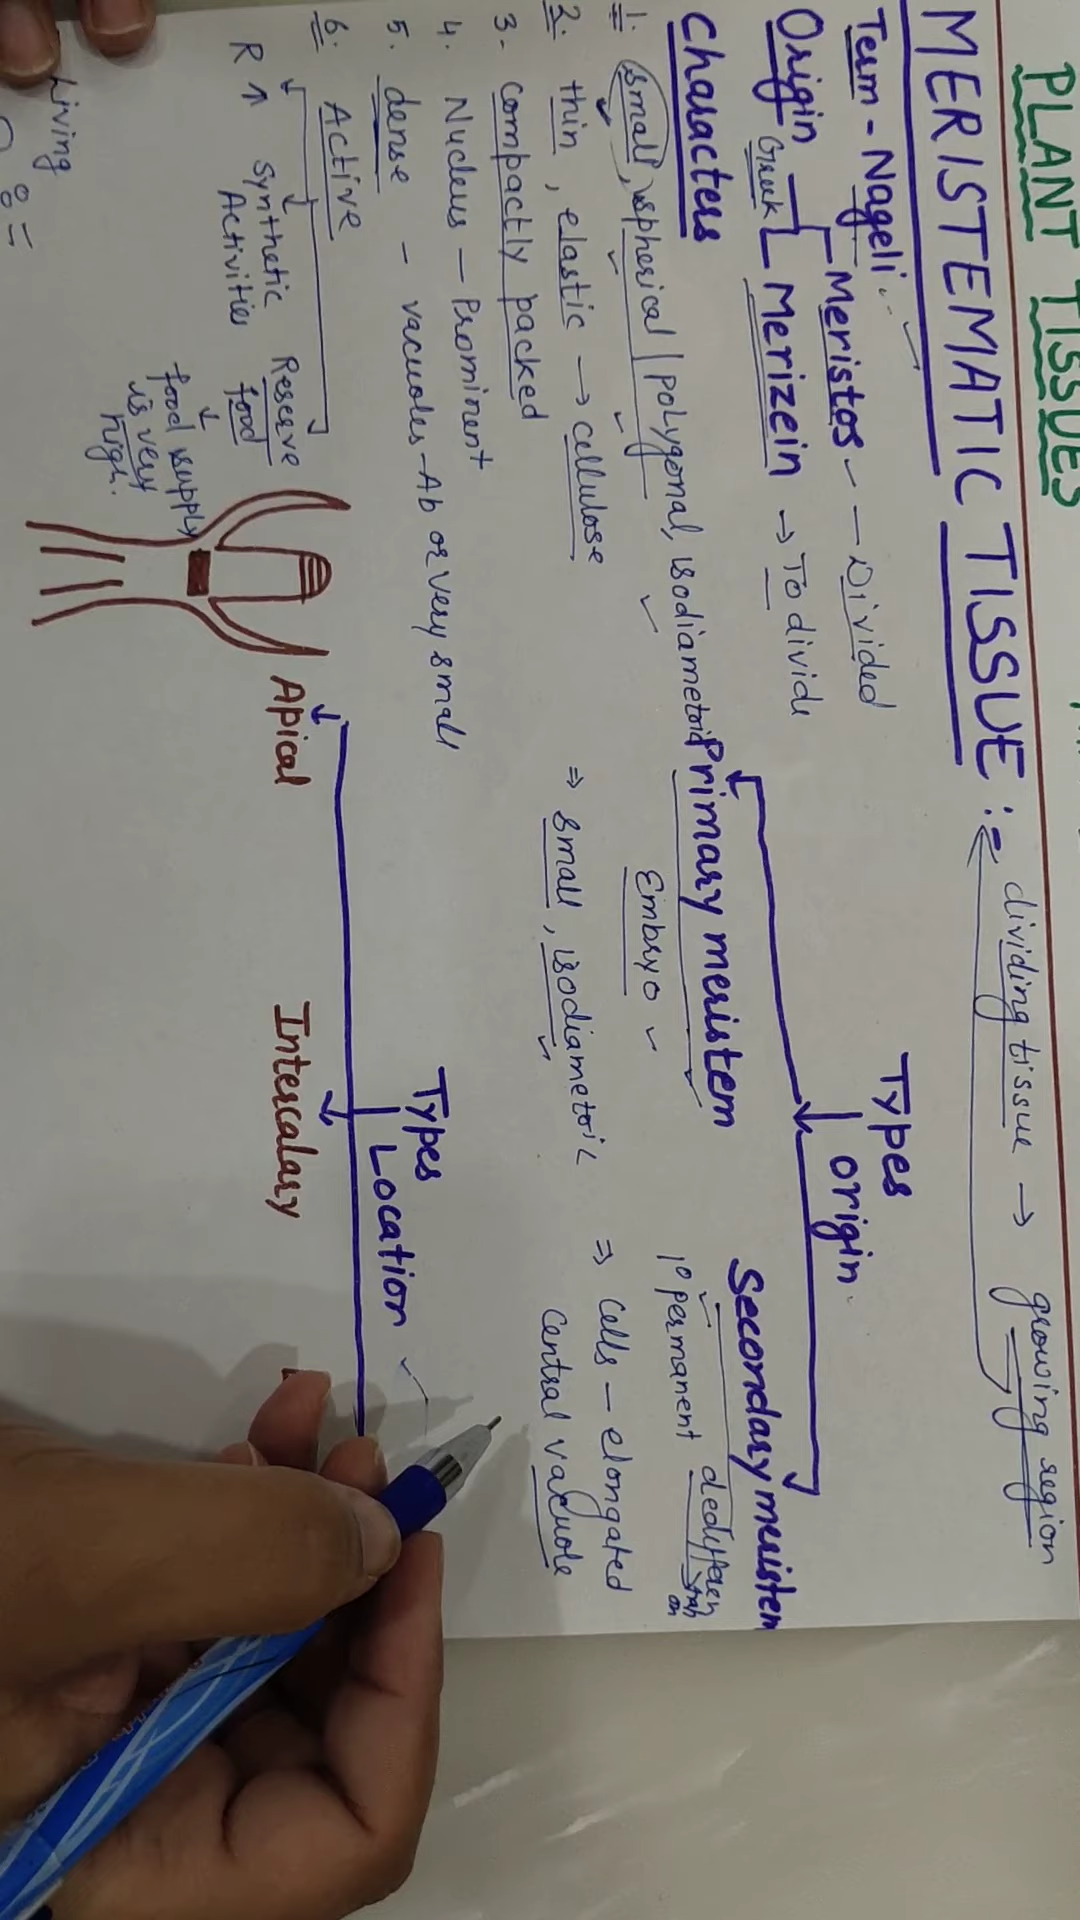 PLANT TISSUES
MERISTEMATIC TISSUE := dividing tissue → growing region
Term - Nageli
Origin Meristos - - Divided
Greek Merizein → To divide
Characters
1. Small, spherical | polygonal, isodiametric
2. thin, elastic → cellulose
3. compactly packed
4. Nucleus - Prominent
5. dense - vacuoles - Ab or very small
6. Active
R ↑ Synthetic Activities Reserve food
food supply is very high.
Living
Types
origin.
Primary meristem Secondary meristem
Embryo 1° permanent
⇒ small, isodiametric ⇒ cells - elongated
central vacuole
Types
Location
Apical Intercalary